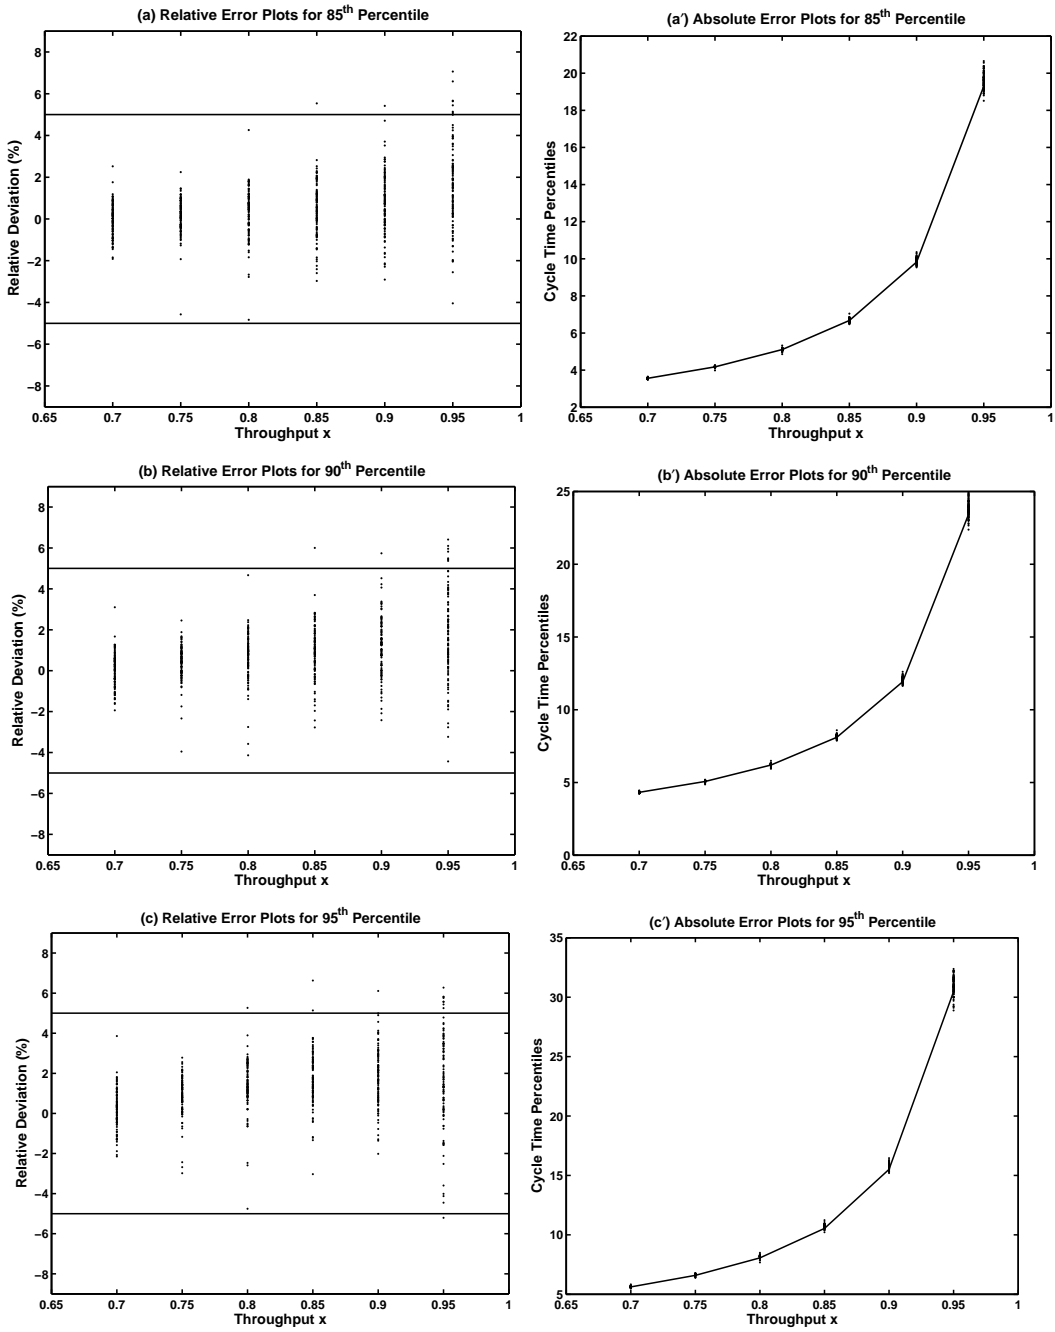 (a) Relative Error Plots for 85th Percentile
8
6
4
2
0
−2
−4
−6
−8
Relative Deviation (%)
0.65 0.7 0.75 0.8 0.85 0.9 0.95 1
Throughput x
(a′) Absolute Error Plots for 85th Percentile
22
20
18
16
14
12
10
8
6
4
2
Cycle Time Percentiles
0.65 0.7 0.75 0.8 0.85 0.9 0.95 1
Throughput x
(b) Relative Error Plots for 90th Percentile
8
6
4
2
0
−2
−4
−6
−8
Relative Deviation (%)
0.65 0.7 0.75 0.8 0.85 0.9 0.95 1
Throughput x
(b′) Absolute Error Plots for 90th Percentile
25
20
15
10
5
0
Cycle Time Percentiles
0.65 0.7 0.75 0.8 0.85 0.9 0.95 1
Throughput x
(c) Relative Error Plots for 95th Percentile
8
6
4
2
0
−2
−4
−6
−8
Relative Deviation (%)
0.65 0.7 0.75 0.8 0.85 0.9 0.95 1
Throughput x
(c′) Absolute Error Plots for 95th Percentile
35
30
25
20
15
10
5
Cycle Time Percentiles
0.65 0.7 0.75 0.8 0.85 0.9 0.95 1
Throughput x